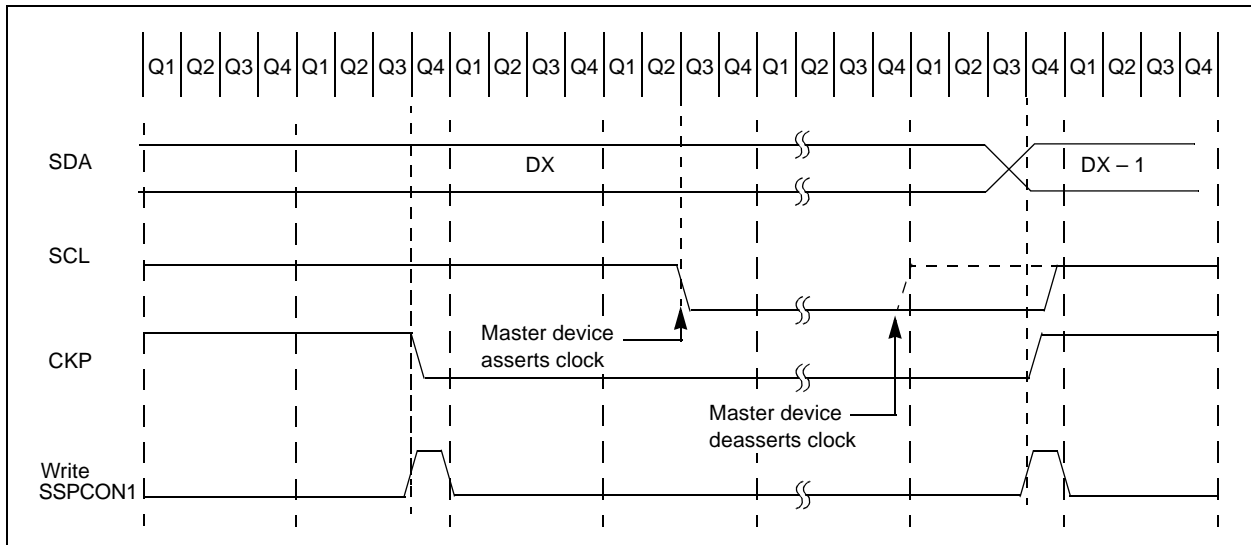 Q1 Q2 Q3 Q4 Q1 Q2 Q3 Q4 Q1 Q2 Q3 Q4 Q1 Q2 Q3 Q4 Q1 Q2 Q3 Q4 Q1 Q2 Q3 Q4 Q1 Q2 Q3 Q4
SDA
DX
DX – 1
SCL
Master device
asserts clock
CKP
Master device
deasserts clock
Write
SSPCON1